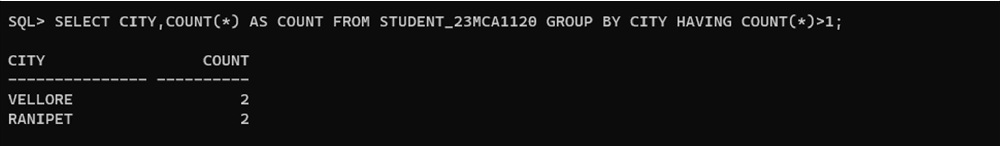 SQL> SELECT CITY,COUNT(*) AS COUNT FROM STUDENT_23MCA1120 GROUP BY CITY HAVING COUNT(*)>1;
CITY                 COUNT
--------------- ----------
VELLORE                  2
RANIPET                  2